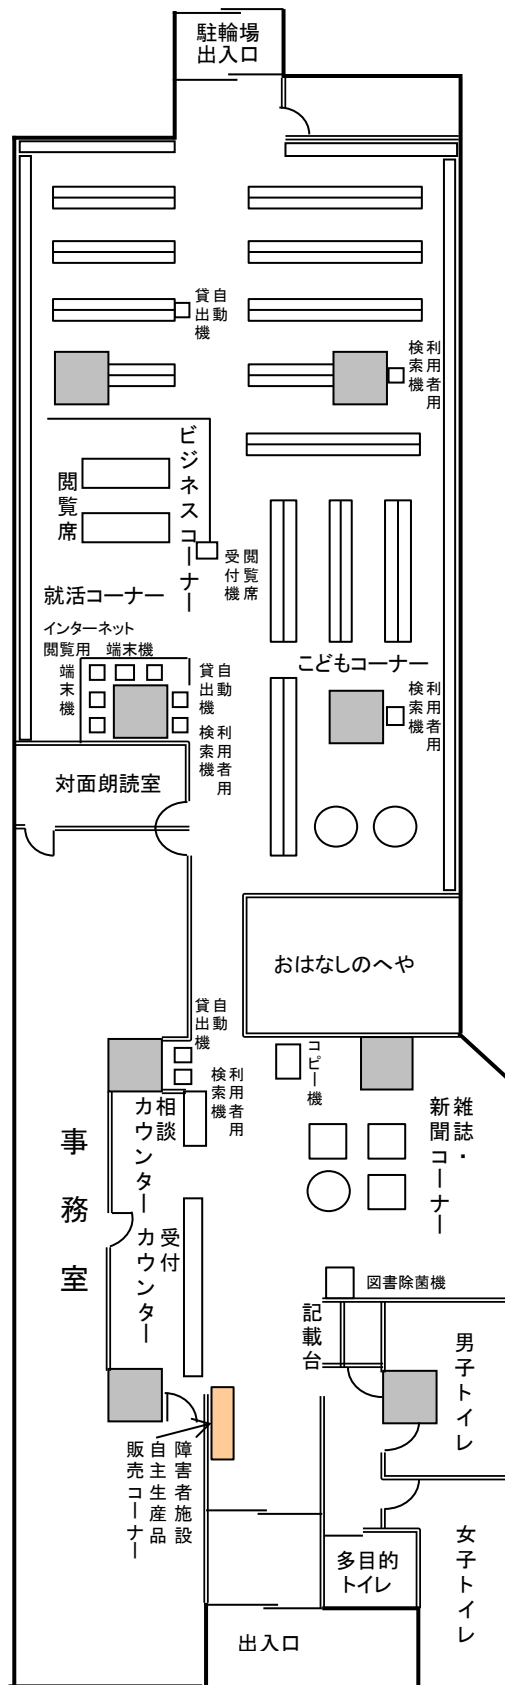 駐輪場
出入口
自動
貸出機
利用者用
検索機
ビジネスコーナー
閲覧席
閲覧席
受付機
就活コーナー
インターネット
閲覧用 端末機
端末機
自動
貸出機
利用者用
検索機
こどもコーナー
利用者用
検索機
対面朗読室
おはなしのへや
自動
貸出機
利用者用
検索機
コピー機
雑誌・
新聞コーナー
相談
カウンター
受付
カウンター
事務室
図書除菌機
記載台
男子トイレ
障害者施設
自主生産品
販売コーナー
多目的
トイレ
女子トイレ
出入口